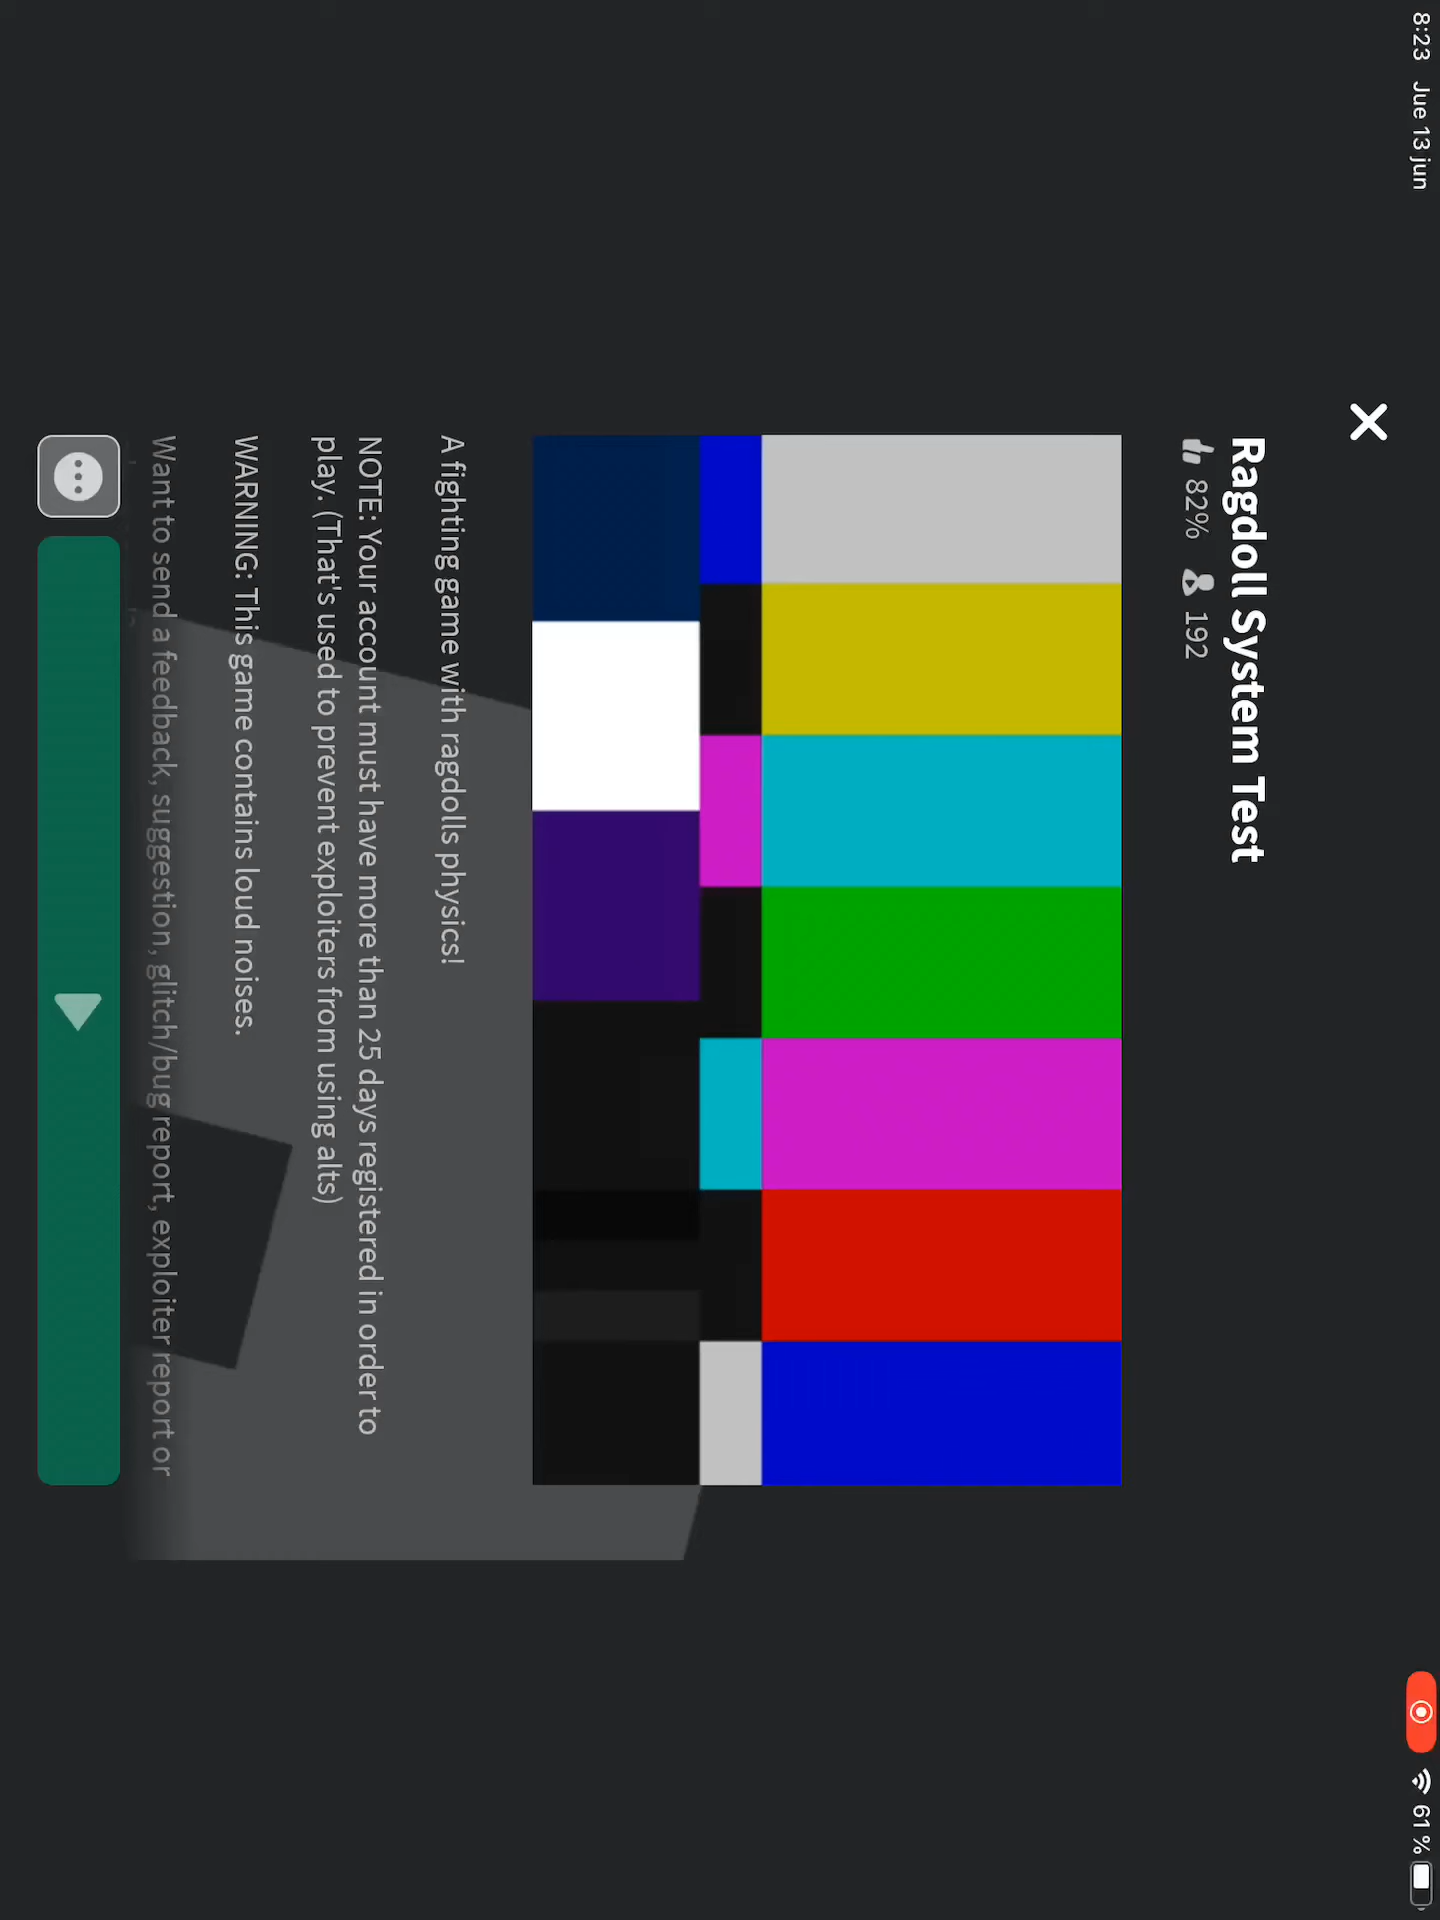 8:23 Jue 13 jun
61 %
Ragdoll System Test
82% 192
A fighting game with ragdolls physics!
NOTE: Your account must have more than 25 days registered in order to
play. (That's used to prevent exploiters from using alts)
WARNING: This game contains loud noises.
Want to send a feedback, suggestion, glitch/bug report, exploiter report or